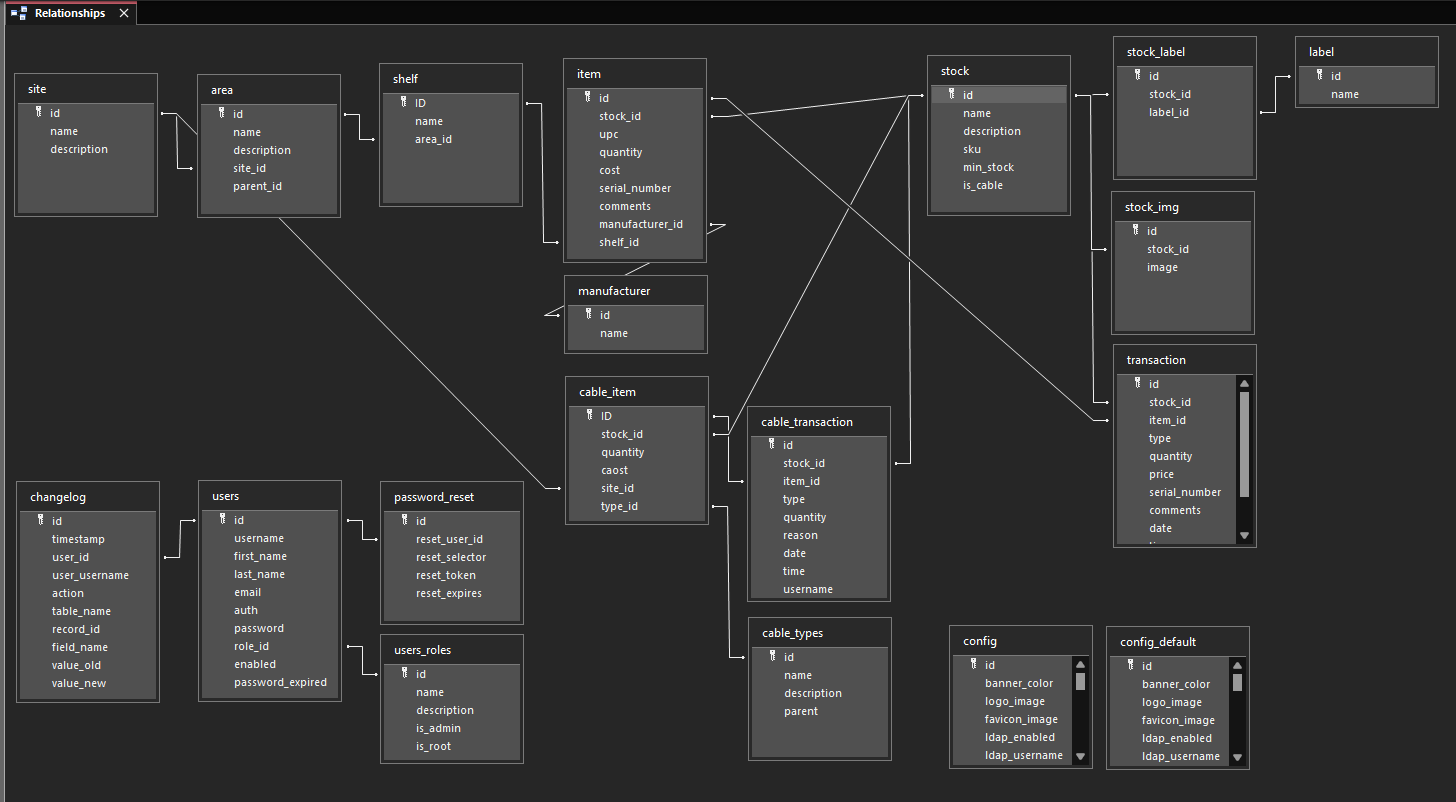 Relationships
site
id
name
description
area
id
name
description
site_id
parent_id
shelf
ID
name
area_id
item
id
stock_id
upc
quantity
cost
serial_number
comments
manufacturer_id
shelf_id
manufacturer
id
name
stock
id
name
description
sku
min_stock
is_cable
stock_label
id
stock_id
label_id
label
id
name
stock_img
id
stock_id
image
transaction
id
stock_id
item_id
type
quantity
price
serial_number
comments
date
cable_item
ID
stock_id
quantity
caost
site_id
type_id
cable_transaction
id
stock_id
item_id
type
quantity
reason
date
time
username
changelog
id
timestamp
user_id
user_username
action
table_name
record_id
field_name
value_old
value_new
users
id
username
first_name
last_name
email
auth
password
role_id
enabled
password_expired
password_reset
id
reset_user_id
reset_selector
reset_token
reset_expires
users_roles
id
name
description
is_admin
is_root
cable_types
id
name
description
parent
config
id
banner_color
logo_image
favicon_image
ldap_enabled
ldap_username
config_default
id
banner_color
logo_image
favicon_image
ldap_enabled
ldap_username